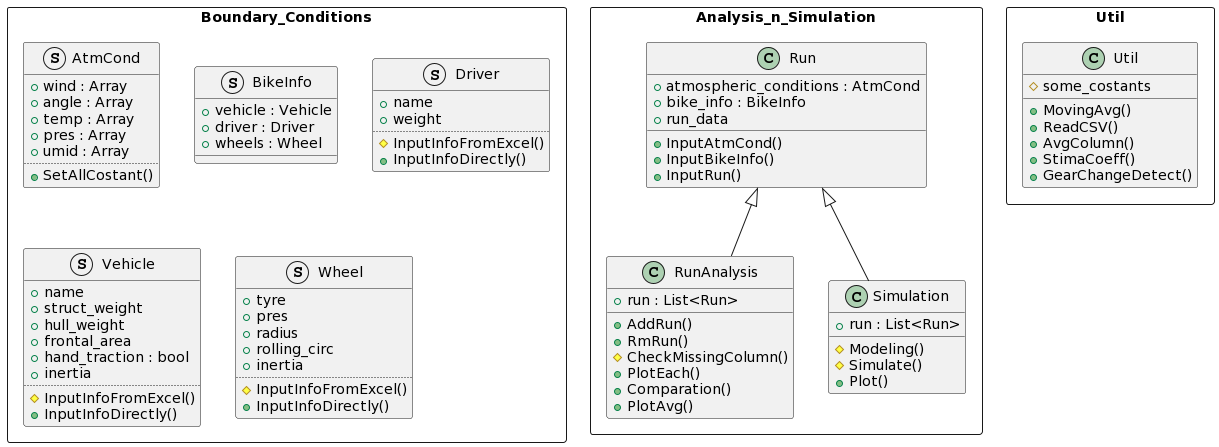 Boundary_Conditions
S AtmCond
wind : Array
angle : Array
temp : Array
pres : Array
umid : Array
SetAllCostant()
S BikeInfo
vehicle : Vehicle
driver : Driver
wheels : Wheel
S Driver
name
weight
InputInfoFromExcel()
InputInfoDirectly()
S Vehicle
name
struct_weight
hull_weight
frontal_area
hand_traction : bool
inertia
InputInfoFromExcel()
InputInfoDirectly()
S Wheel
tyre
pres
radius
rolling_circ
inertia
InputInfoFromExcel()
InputInfoDirectly()
Analysis_n_Simulation
C Run
atmospheric_conditions : AtmCond
bike_info : BikeInfo
run_data
InputAtmCond()
InputBikeInfo()
InputRun()
C RunAnalysis
run : List<Run>
AddRun()
RmRun()
CheckMissingColumn()
PlotEach()
Comparation()
PlotAvg()
C Simulation
run : List<Run>
Modeling()
Simulate()
Plot()
Util
C Util
some_costants
MovingAvg()
ReadCSV()
AvgColumn()
StimaCoeff()
GearChangeDetect()